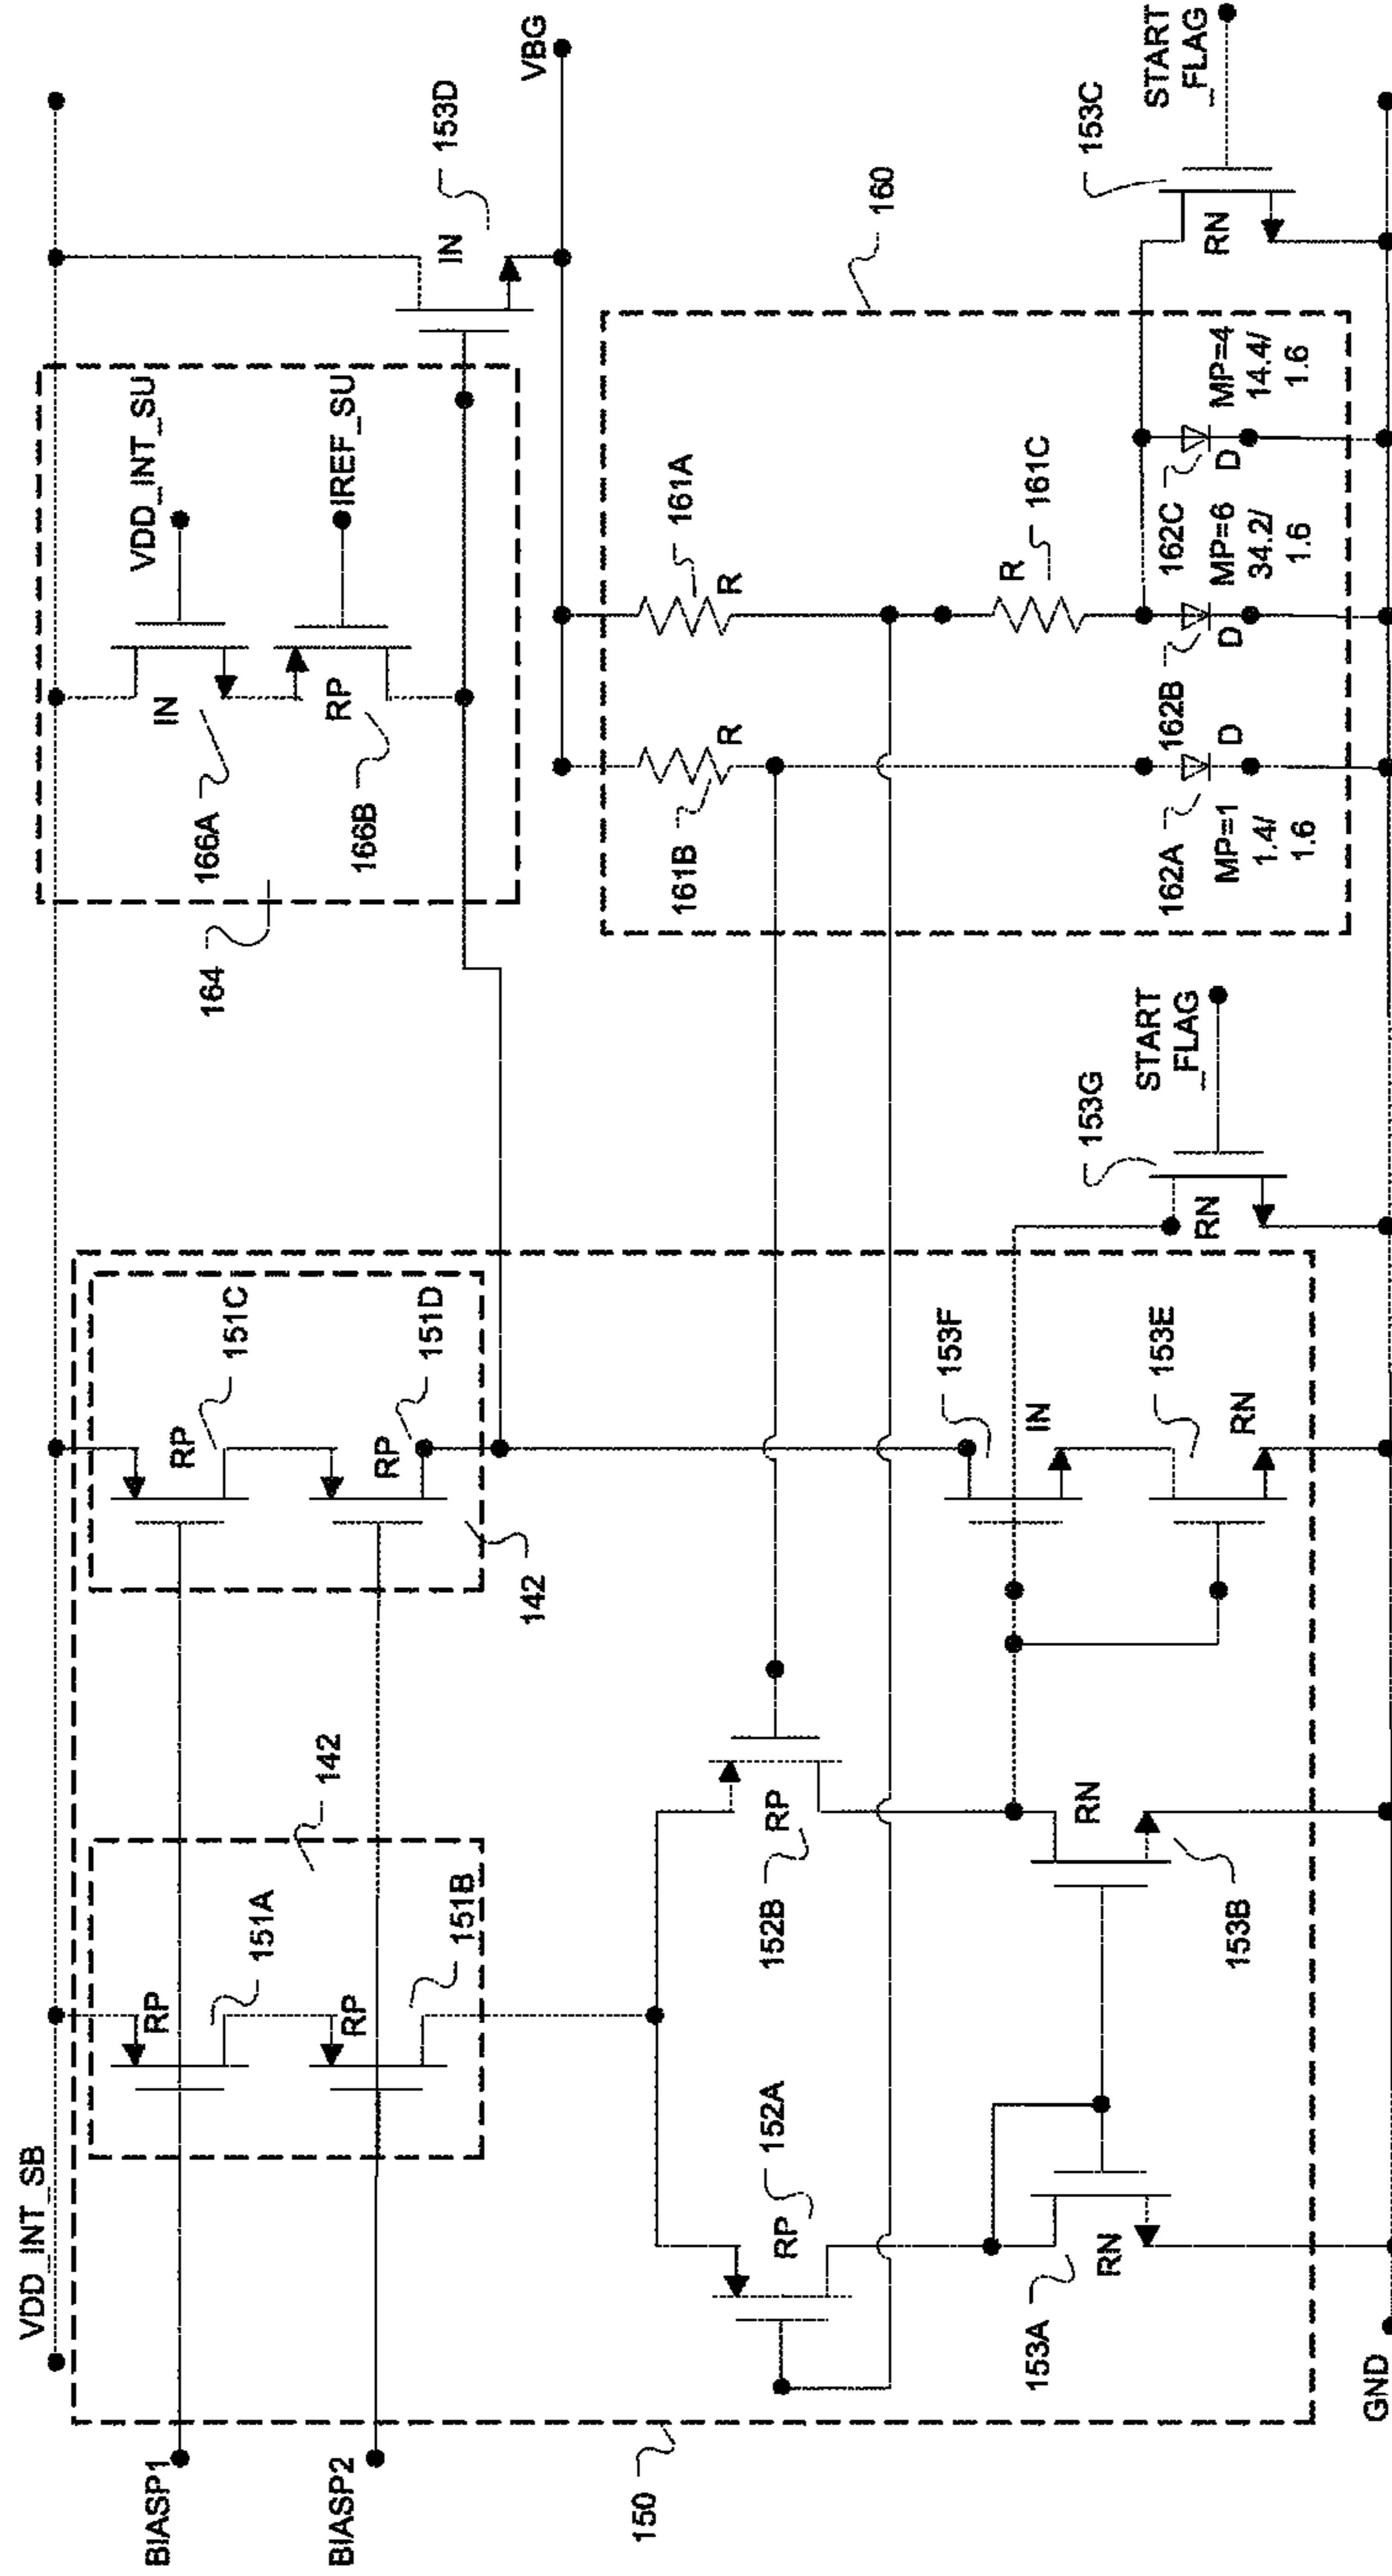 VDD_INT_SB
BIASP1
BIASP2
150
142
RP
151A
RP
151B
142
RP
151C
RP
151D
152A
RP
152B
RP
153A
RN
153B
RN
153F
IN
153E
RN
153G
RN
START
_FLAG
164
166A
IN
VDD_INT_SU
166B
RP
IREF_SU
153D
IN
VBG
160
161B
R
161A
R
161C
R
162A
D
MP=1
1.4/
1.6
162B
D
MP=6
34.2/
1.6
162C
D
MP=4
14.4/
1.6
153C
RN
START
_FLAG
GND